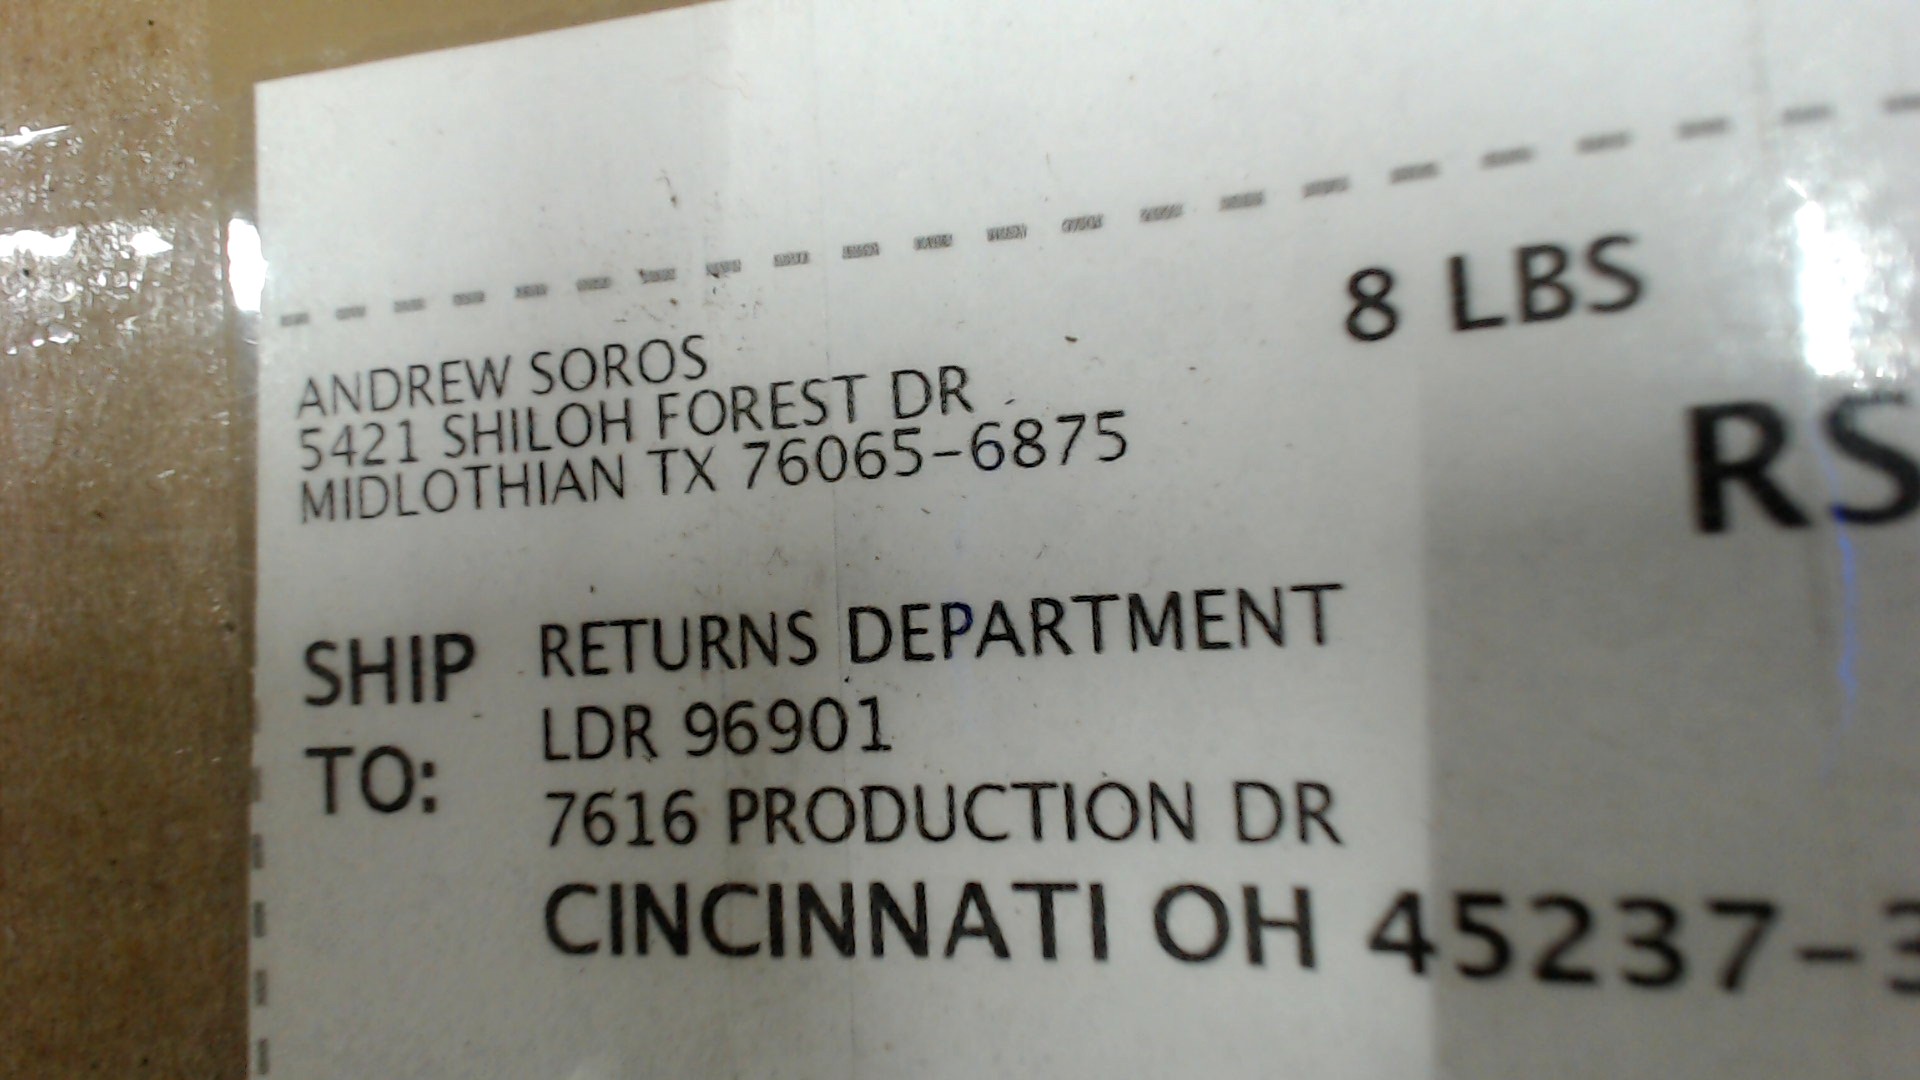 8 LBS
RS
ANDREW SOROS
5421 SHILOH FOREST DR
MIDLOTHIAN TX 76065-6875
SHIP TO:
RETURNS DEPARTMENT
LDR 96901
7616 PRODUCTION DR
CINCINNATI OH 45237-3